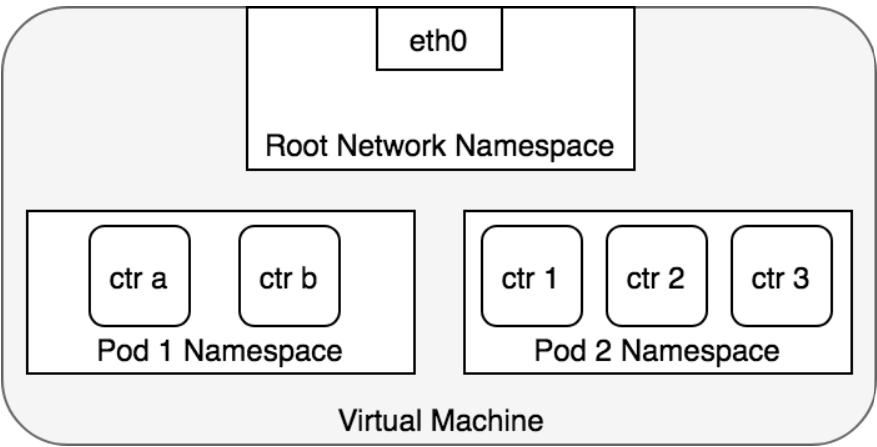 eth0
Root Network Namespace
ctr a
ctr b
ctr 1
ctr 2
ctr 3
Pod 1 Namespace
Pod 2 Namespace
Virtual Machine